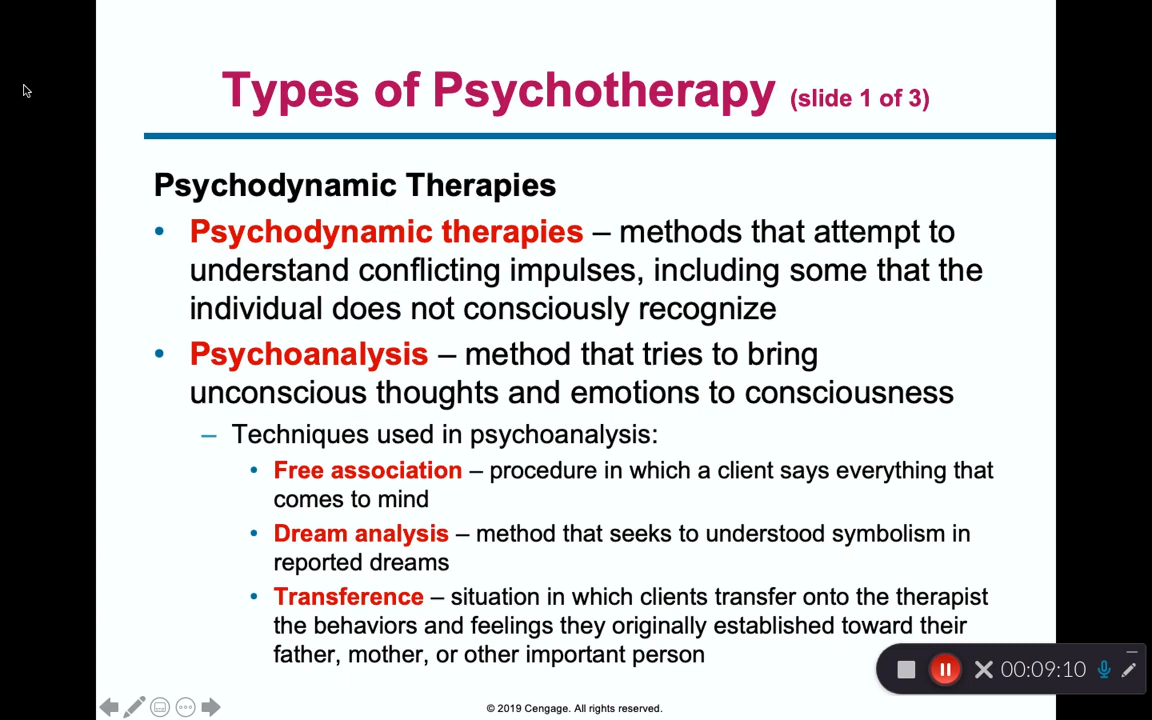 Types of Psychotherapy (slide 1 of 3)
Psychodynamic Therapies
• Psychodynamic therapies – methods that attempt to
understand conflicting impulses, including some that the
individual does not consciously recognize
• Psychoanalysis – method that tries to bring
unconscious thoughts and emotions to consciousness
– Techniques used in psychoanalysis:
• Free association – procedure in which a client says everything that
comes to mind
• Dream analysis – method that seeks to understood symbolism in
reported dreams
• Transference – situation in which clients transfer onto the therapist
the behaviors and feelings they originally established toward their
father, mother, or other important person
00:09:10
© 2019 Cengage. All rights reserved.